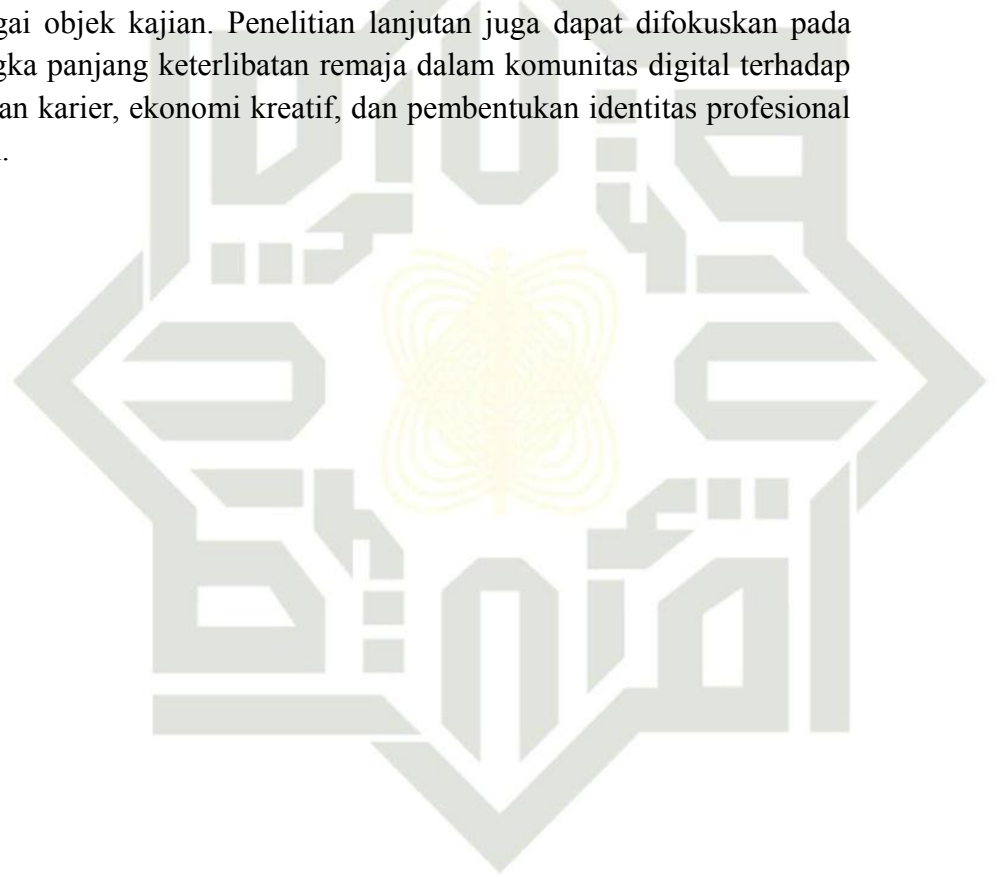 gai objek kajian. Penelitian lanjutan juga dapat difokuskan pada
gka panjang keterlibatan remaja dalam komunitas digital terhadap
an karier, ekonomi kreatif, dan pembentukan identitas profesional
.